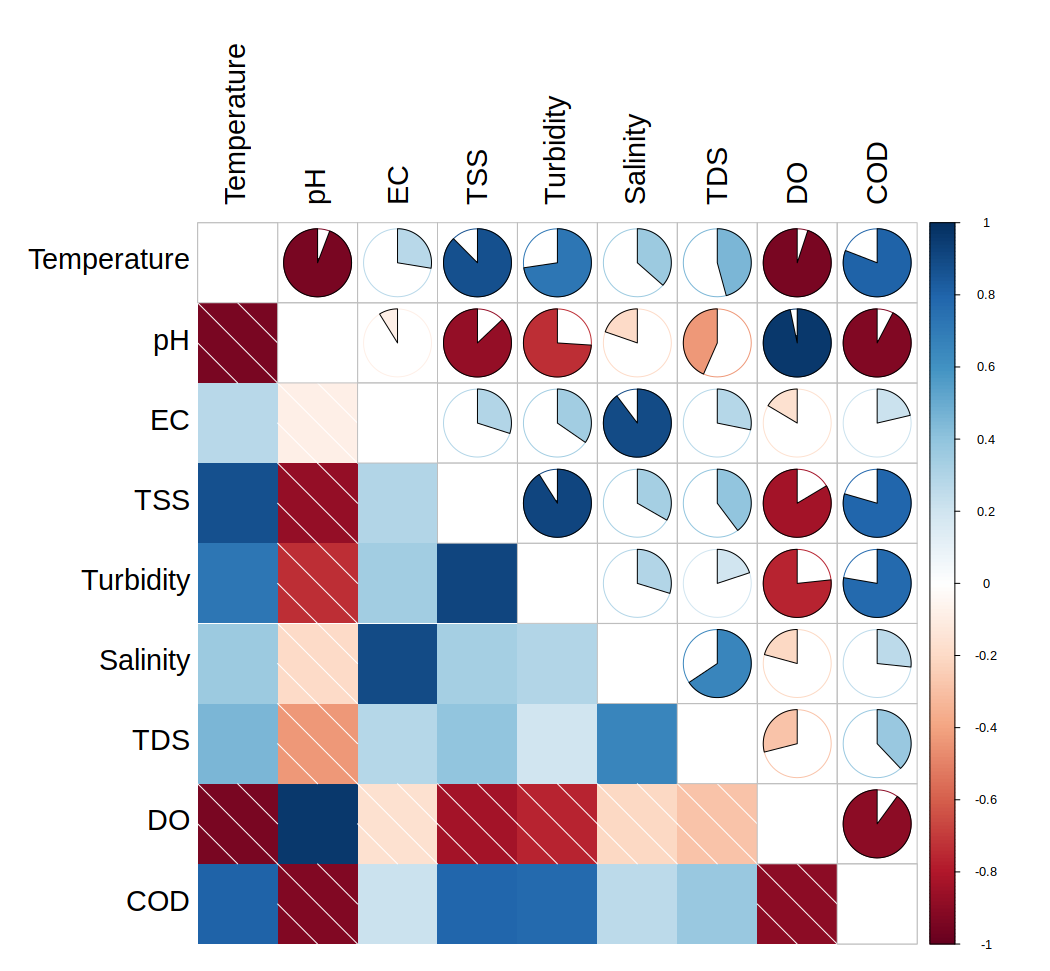 Temperature
pH
EC
TSS
Turbidity
Salinity
TDS
DO
COD
Temperature
pH
EC
TSS
Turbidity
Salinity
TDS
DO
COD
1
0.8
0.6
0.4
0.2
0
-0.2
-0.4
-0.6
-0.8
-1